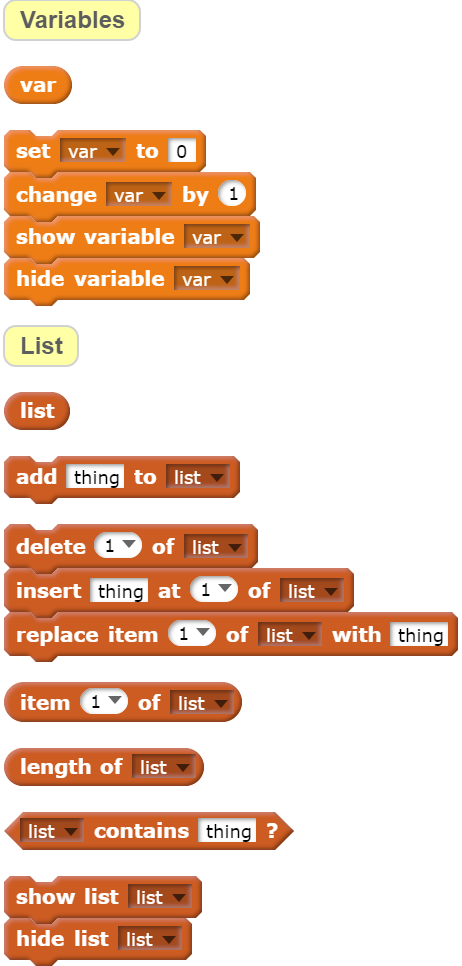 Variables
var
set var to 0
change var by 1
show variable var
hide variable var
List
list
add thing to list
delete 1 of list
insert thing at 1 of list
replace item 1 of list with thing
item 1 of list
length of list
list contains thing ?
show list list
hide list list